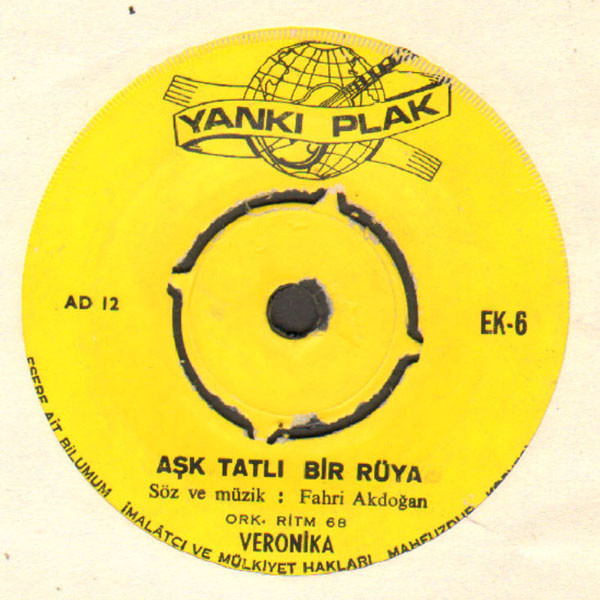 YANKI PLAK
AD 12
EK-6
AŞK TATLI BİR RÜYA
Söz ve müzik : Fahri Akdoğan
ORK. RİTM 68
VERONİKA
ESERE AİT BİLUMUM İMALÂTCI VE MÜLKİYET HAKLARI MAHFUZDUR